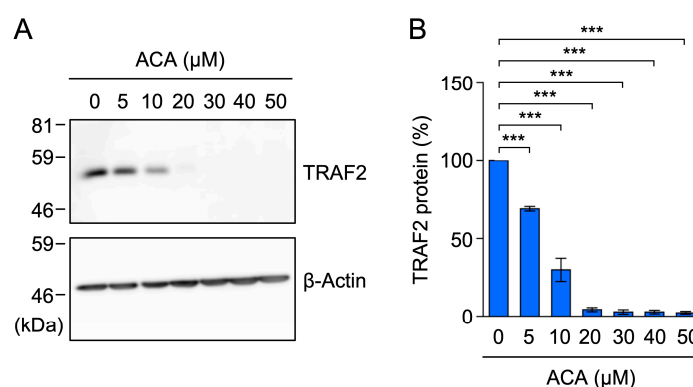 A
ACA (μM)
0 5 10 20 30 40 50
81
59
TRAF2
46
59
β-Actin
46
(kDa)
B
***
***
***
***
***
***
TRAF2 protein (%)
150
100
50
0
0 5 10 20 30 40 50
ACA (μM)